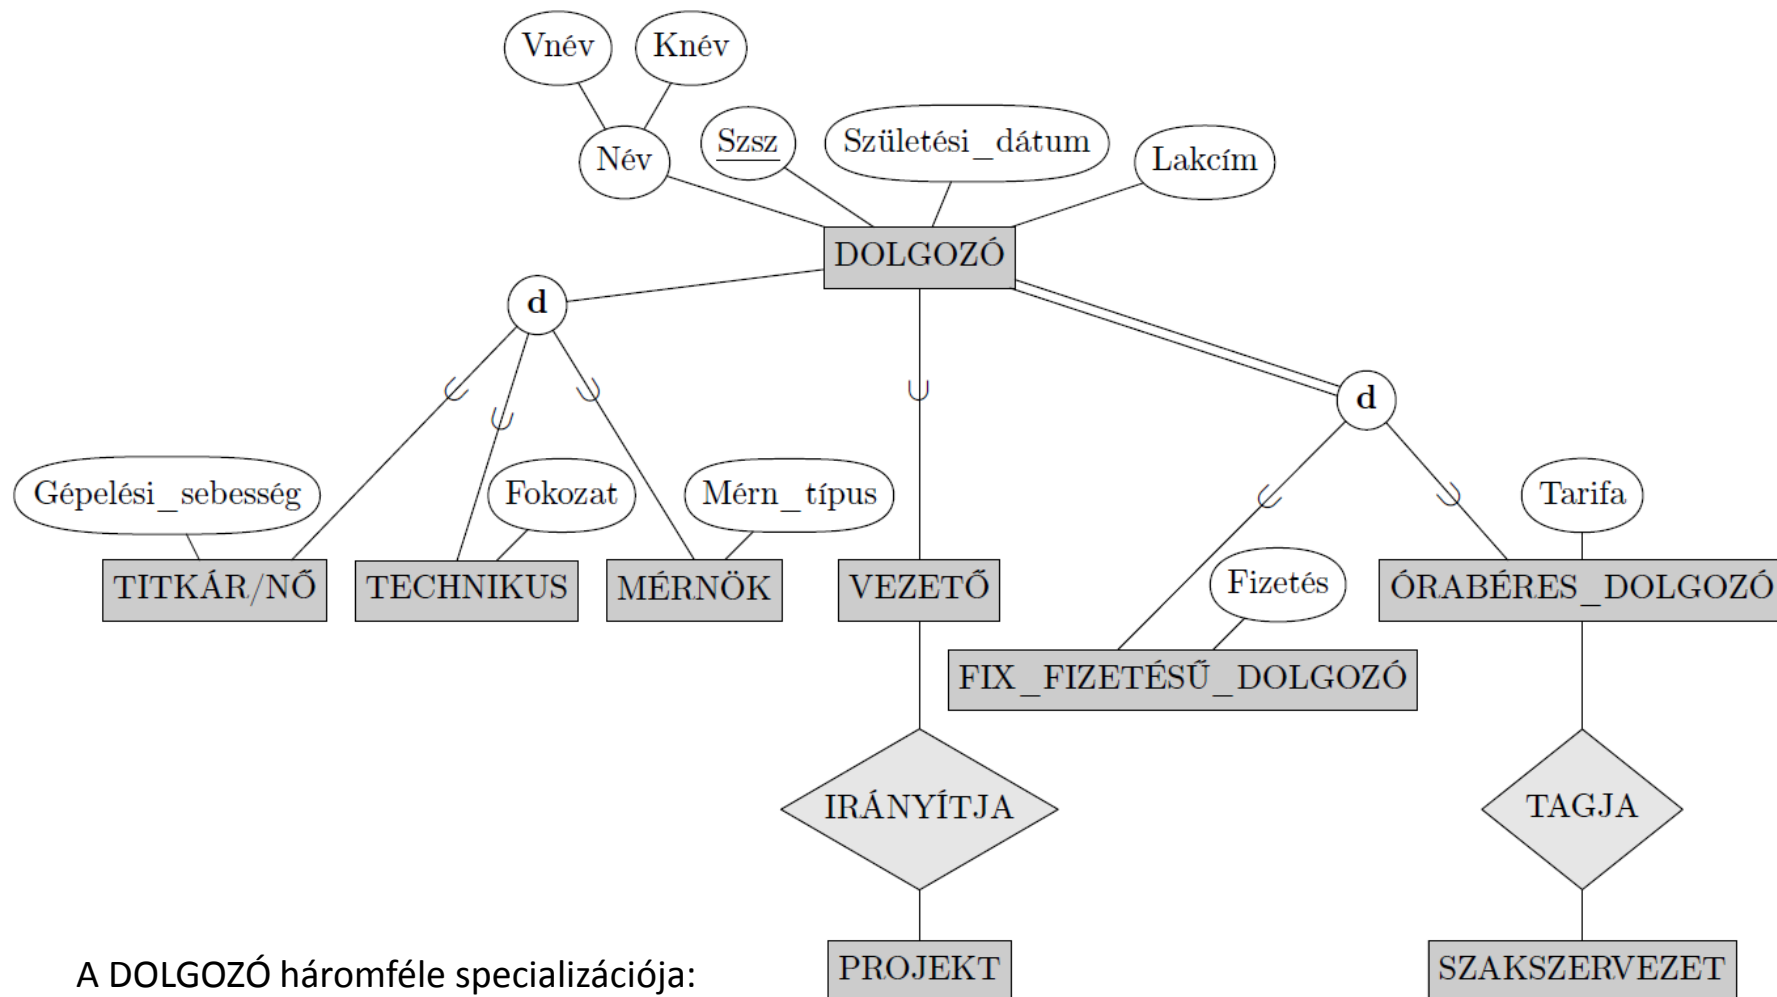 Vnév
Knév
Név
Szsz
Születési_dátum
Lakcím
DOLGOZÓ
d
d
Gépelési_sebesség
Fokozat
Mérn_típus
Tarifa
TITKÁR/NŐ
TECHNIKUS
MÉRNÖK
VEZETŐ
Fizetés
ÓRABÉRES_DOLGOZÓ
FIX_FIZETÉSŰ_DOLGOZÓ
IRÁNYÍTJA
TAGJA
PROJEKT
SZAKSZERVEZET
A DOLGOZÓ háromféle specializációja: